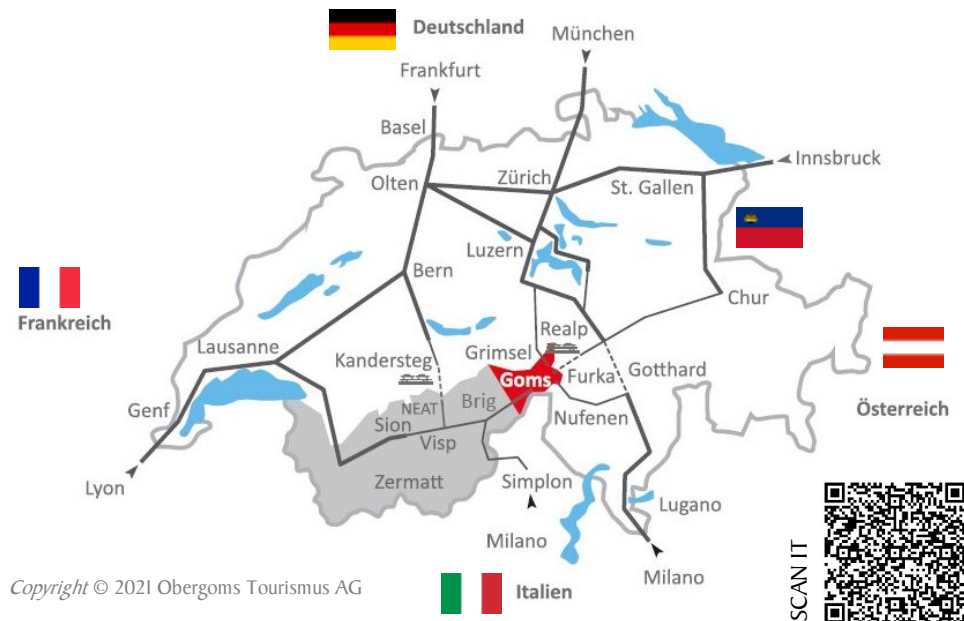 Deutschland
München
Frankfurt
Basel
Innsbruck
Zürich
Olten
St. Gallen
Luzern
Bern
Chur
Frankreich
Realp
Lausanne
Grimsel
Kandersteg
Gotthard
Goms
Furka
Genf
NEAT
Brig
Österreich
Sion
Nufenen
Visp
Zermatt
Simplon
Lyon
Lugano
Milano
Milano
SCAN IT
Copyright © 2021 Obergoms Tourismus AG
Italien